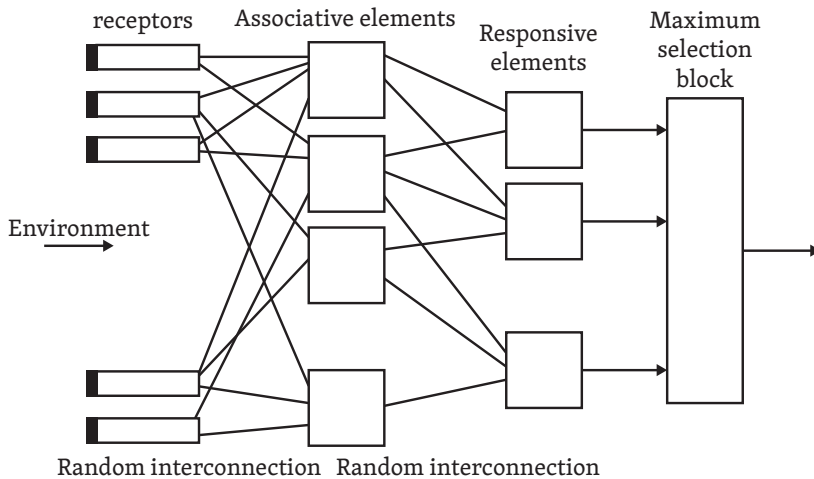 receptors
Associative elements
Responsive
elements
Maximum
selection
block
Environment
Random interconnection
Random interconnection